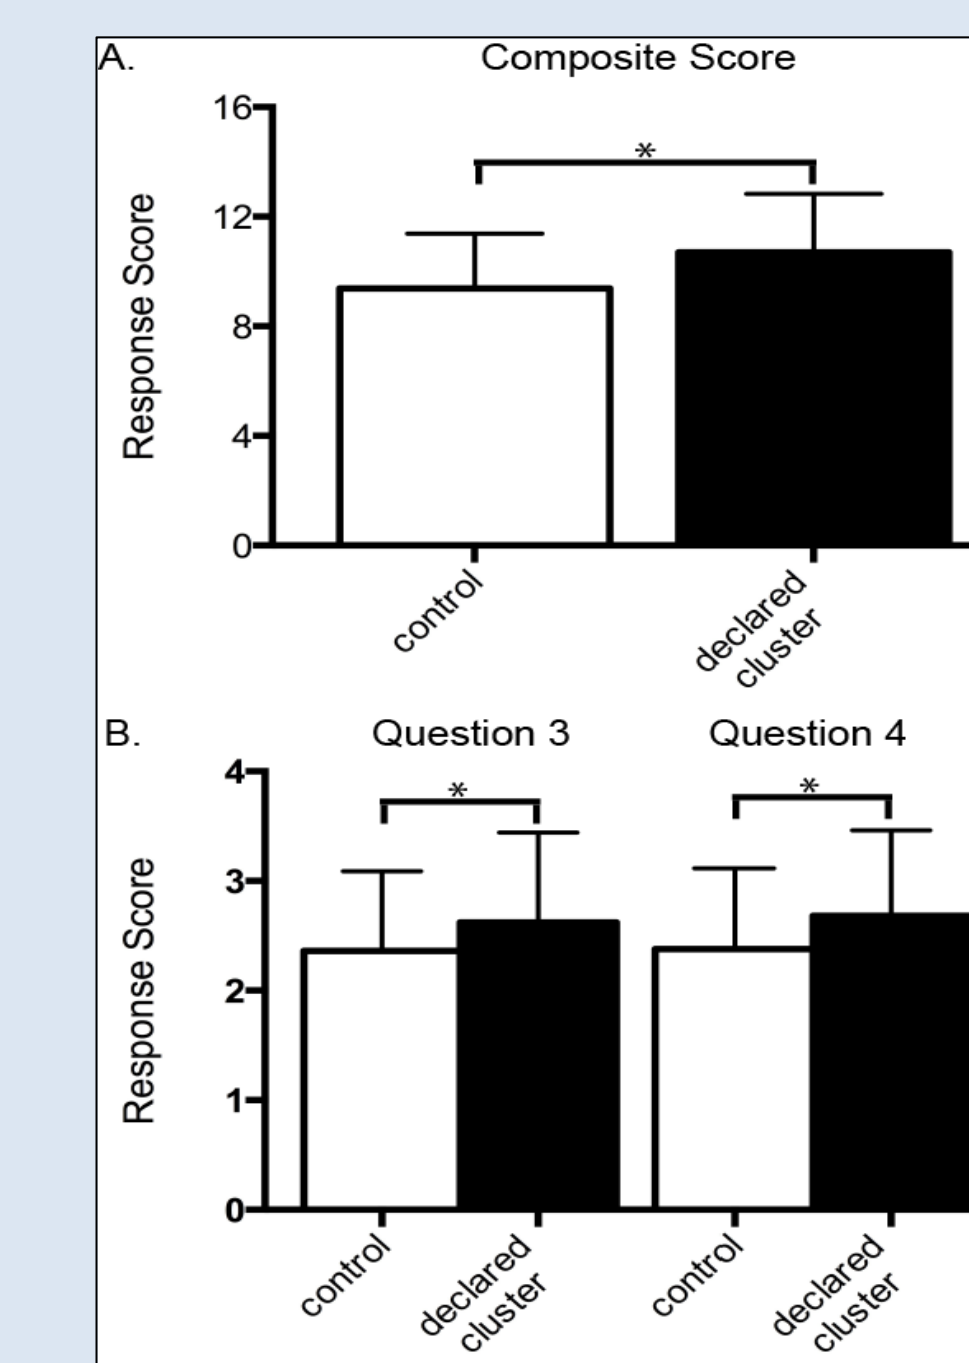 A.
Composite Score
16
12
8
4
0
Response Score
*
control
declared
cluster
B.
Question 3
Question 4
4
3
2
1
0
Response Score
*
*
control
declared
cluster
control
declared
cluster